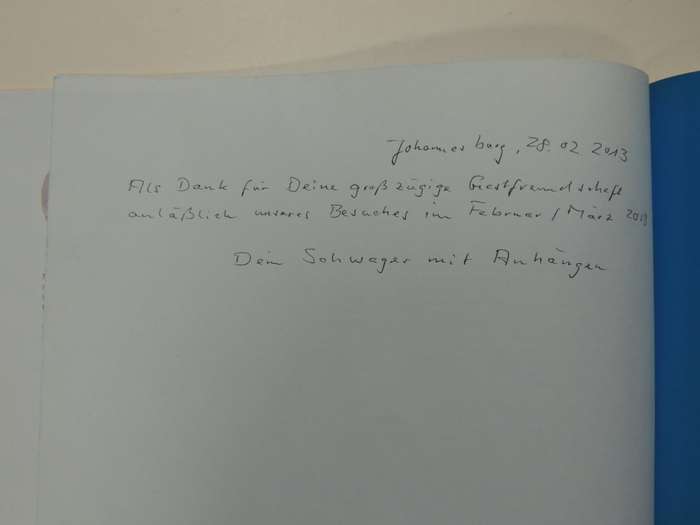 Johannesburg, 28.02.2013
Als Dank für Deine großzügige Gastfreundschaft
anläßlich unseres Besuches im Februar/März 2013
Dein Schwager mit Anhängen